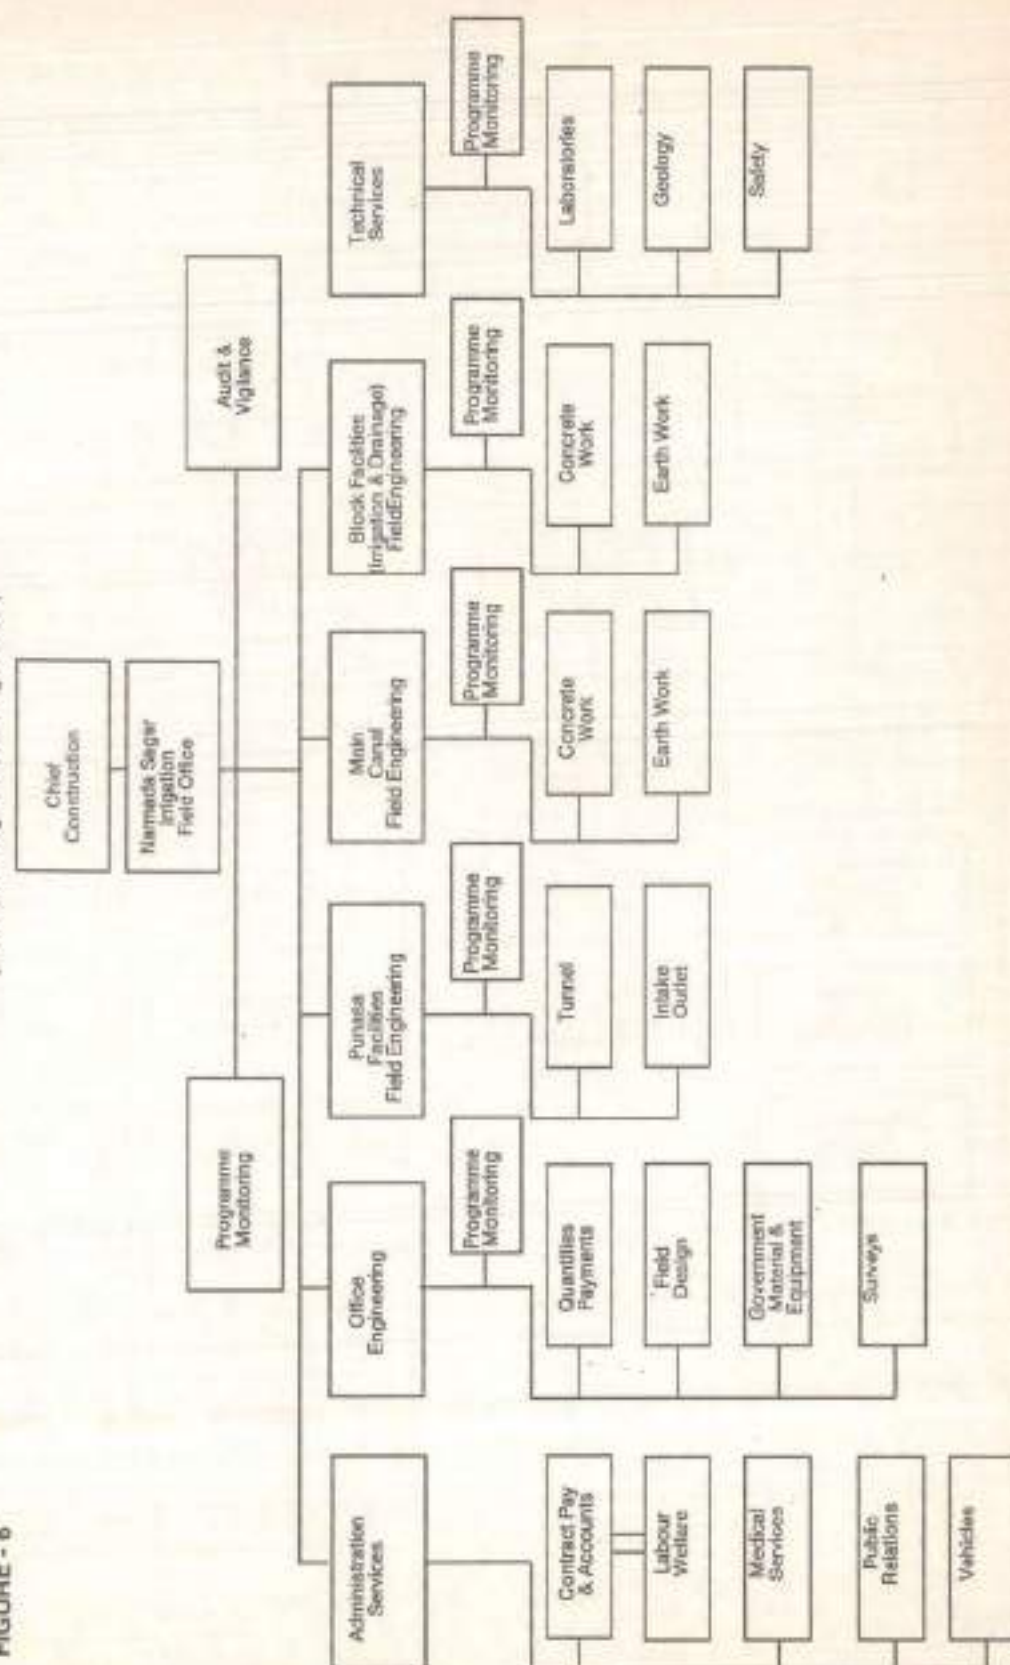 FIGURE - 6
Chief
Construction
Narmada Sagar
Irrigation
Field Office
Programme
Monitoring
Audit &
Vigilance
Administration
Services
Office
Engineering
Punasa
Facilities
Field Engineering
Main
Canal
Field Engineering
Block Facilities
(Irrigation & Drainage)
FieldEngineering
Technical
Services
Programme
Monitoring
Programme
Monitoring
Programme
Monitoring
Programme
Monitoring
Programme
Monitoring
Contract Pay
& Accounts
Labour
Welfare
Medical
Services
Public
Relations
Vehicles
Quantities
Payments
Field
Design
Government
Material &
Equipment
Surveys
Tunnel
Intake
Outlet
Concrete
Work
Earth Work
Concrete
Work
Earth Work
Laboratories
Geology
Safety